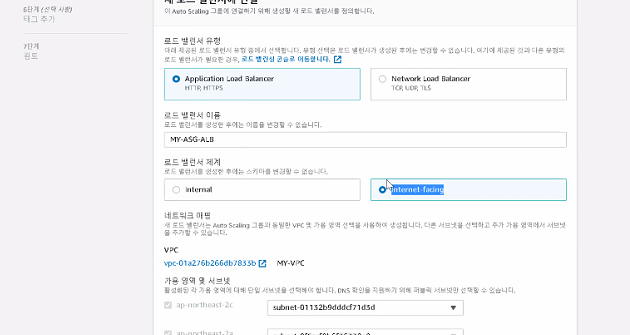 6단계 (선택 사항)
태그 추가
7단계
검토
이 Auto Scaling 그룹에 연결하기 위해 생성될 새 로드 밸런서를 정의합니다.
로드 밸런서 유형
아래 제공된 로드 밸런서 유형 중에서 선택합니다. 유형 선택은 로드 밸런서가 생성된 후에는 변경할 수 없습니다. 여기에 제공된 것과 다른 유형의
로드 밸런서가 필요한 경우, 로드 밸런싱 콘솔로 이동합니다.
Application Load Balancer
HTTP, HTTPS
Network Load Balancer
TCP, UDP, TLS
로드 밸런서 이름
로드 밸런서를 생성한 후에는 이름을 변경할 수 없습니다.
MY-ASG-ALB
로드 밸런서 체계
로드 밸런서를 생성한 후에는 스키마를 변경할 수 없습니다.
Internal
Internet-facing
네트워크 매핑
새 로드 밸런서는 Auto Scaling 그룹과 동일한 VPC 및 가용 영역 선택을 사용하여 생성됩니다. 다른 서브넷을 선택하고 추가 가용 영역에서 서브넷
을 추가할 수 있습니다.
VPC
vpc-01a276b266db7833b MY-VPC
가용 영역 및 서브넷
활성화된 각 가용 영역에 대해 단일 서브넷을 선택해야 합니다. DNS 확인을 지원하기 위해 퍼블릭 서브넷만 선택할 수 있습니다.
ap-northeast-2c
subnet-01132b9dddcf71d5d
ap-northeast-2a